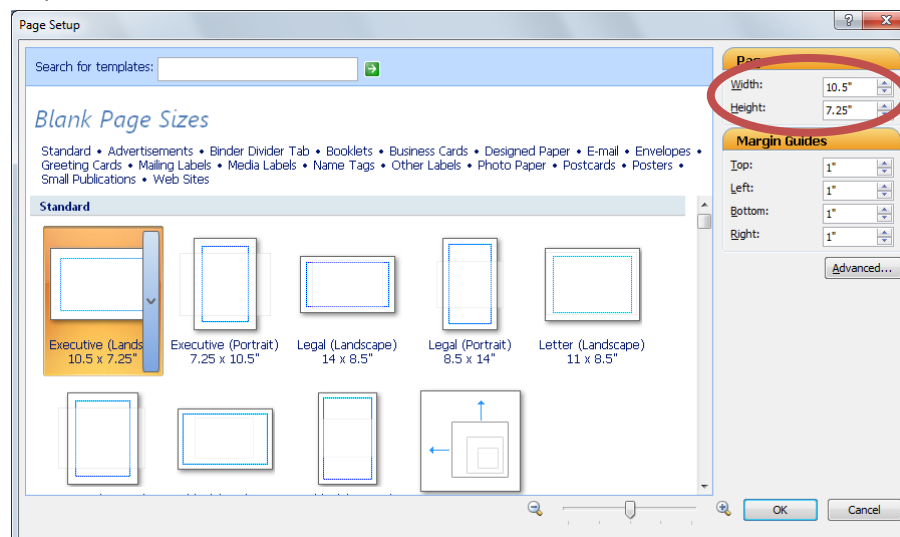 Page Setup
Search for templates:
Blank Page Sizes
Standard • Advertisements • Binder Divider Tab • Booklets • Business Cards • Designed Paper • E-mail • Envelopes •
Greeting Cards • Mailing Labels • Media Labels • Name Tags • Other Labels • Photo Paper • Postcards • Posters •
Small Publications • Web Sites
Standard
Executive (Lands
10.5 x 7.25"
Executive (Portrait)
7.25 x 10.5"
Legal (Landscape)
14 x 8.5"
Legal (Portrait)
8.5 x 14"
Letter (Landscape)
11 x 8.5"
Width: 10.5"
Height: 7.25"
Margin Guides
Top: 1"
Left: 1"
Bottom: 1"
Right: 1"
Advanced...
OK
Cancel